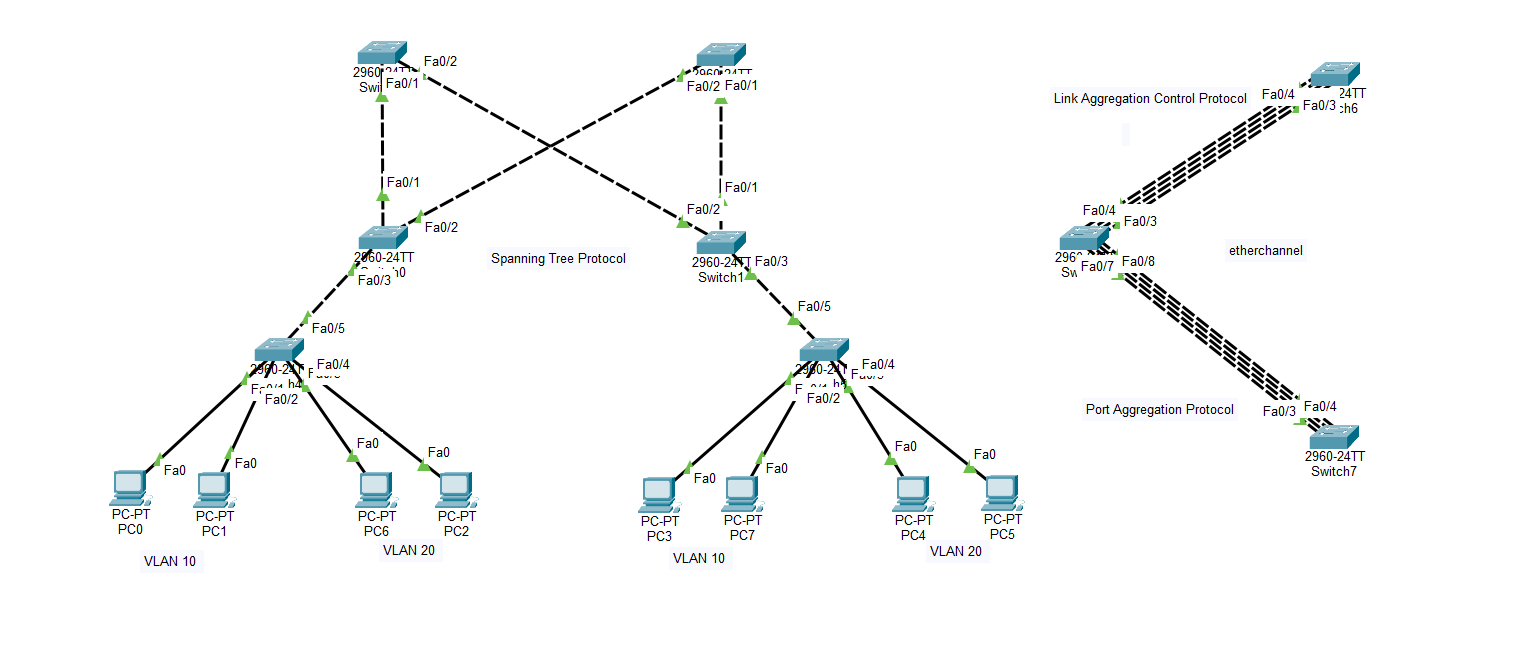 Fa0/2
2960-24TT
Fa0/1
Fa0/2
Fa0/1
Fa0/1
Fa0/2
2960-24TT
Fa0/3
Fa0/5
Fa0/1
Fa0/2
2960-24TT
Switch1
Fa0/3
Fa0/5
Spanning Tree Protocol
Fa0/4
Fa0/2
Fa0/4
Fa0/2
Fa0
Fa0
Fa0
Fa0
Fa0
Fa0
Fa0
Fa0
PC-PT
PC0
PC-PT
PC1
PC-PT
PC6
PC-PT
PC2
PC-PT
PC3
PC-PT
PC7
PC-PT
PC4
PC-PT
PC5
VLAN 10
VLAN 20
VLAN 10
VLAN 20
Link Aggregation Control Protocol
Fa0/4
Fa0/3
Fa0/4
Fa0/3
Fa0/7
Fa0/8
etherchannel
Port Aggregation Protocol
Fa0/3
Fa0/4
2960-24TT
Switch7